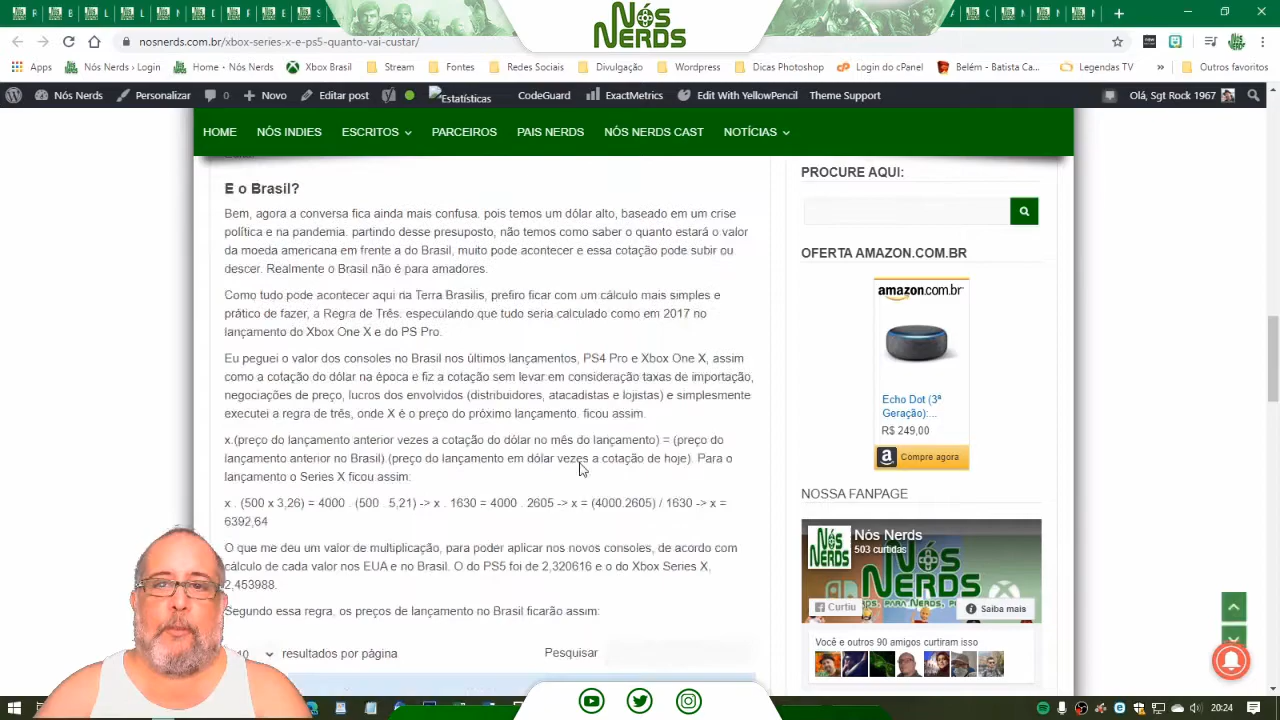 NÓS
NERDS
nosnerds.com.br/xbox-series-x-e-ps5-quanto-vai-custar/
Apps
Nós Nerds › Login
Home - Nós Nerds
Xbox Brasil
Stream
Fontes
Redes Sociais
Divulgação
Wordpress
Dicas Photoshop
Login do cPanel
Belém - Batista Ca...
Legendas TV
»
Outros favoritos
Nós Nerds
Personalizar
0
Novo
Editar post
Estatísticas
CodeGuard
ExactMetrics
Edit With YellowPencil
Theme Support
Olá, Sgt Rock 1967
HOME
NÓS INDIES
ESCRITOS
PARCEIROS
PAIS NERDS
NÓS NERDS CAST
NOTÍCIAS
E o Brasil?
Bem, agora a conversa fica ainda mais confusa. pois temos um dólar alto, baseado em um crise
política e na pandemia. partindo desse presuposto, não temos como saber o quanto estará o valor
da moeda americana em frente a do Brasil, muito pode acontecer e essa cotação pode subir ou
descer. Realmente o Brasil não é para amadores.
Como tudo pode acontecer aqui na Terra Brasilis, prefiro ficar com um cálculo mais simples e
prático de fazer, a Regra de Três. especulando que tudo seria calculado como em 2017 no
lançamento do Xbox One X e do PS Pro.
Eu peguei o valor dos consoles no Brasil nos últimos lançamentos, PS4 Pro e Xbox One X, assim
como a cotação do dólar na época e fiz a cotação sem levar em consideração taxas de importação,
negociações de preço, lucros dos envolvidos (distribuidores, atacadistas e lojistas) e simplesmente
executei a regra de três, onde X é o preço do próximo lançamento. ficou assim.
x.(preço do lançamento anterior vezes a cotação do dólar no mês do lançamento) = (preço do
lançamento anterior no Brasil).(preço do lançamento em dólar vezes a cotação de hoje). Para o
lançamento o Series X ficou assim:
x . (500 x 3,26) = 4000 . (500 . 5,21) -> x . 1630 = 4000 . 2605 -> x = (4000.2605) / 1630 -> x =
6392,64
O que me deu um valor de multiplicação, para poder aplicar nos novos consoles, de acordo com
culo de cada valor nos EUA e no Brasil. O do PS5 foi de 2,320616 e o do Xbox Series X,
2,453988.
Segundo essa regra, os preços de lançamento no Brasil ficarão assim:
resultados por página
Pesquisar
PROCURE AQUI:
OFERTA AMAZON.COM.BR
amazon.com.br
Echo Dot (3ª
Geração):...
R$ 249,00
Compre agora
NOSSA FANPAGE
NÓS
NERDS
Nós Nerds
503 curtidas
NÓS
NERDS
Curtiu
Saiba mais
Você e outros 90 amigos curtiram isso
20:24